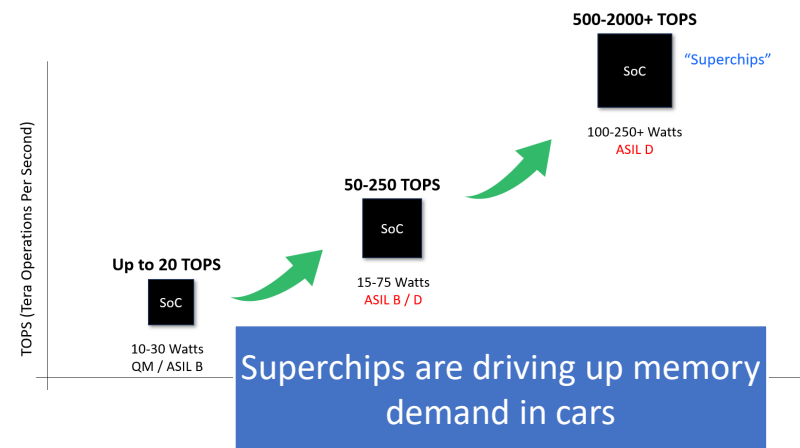 500-2000+ TOPS
SoC
"Superchips"
100-250+ Watts
ASIL D
50-250 TOPS
SoC
15-75 Watts
ASIL B / D
Up to 20 TOPS
SoC
10-30 Watts
QM / ASIL B
TOPS (Tera Operations Per Second)
Superchips are driving up memory
demand in cars